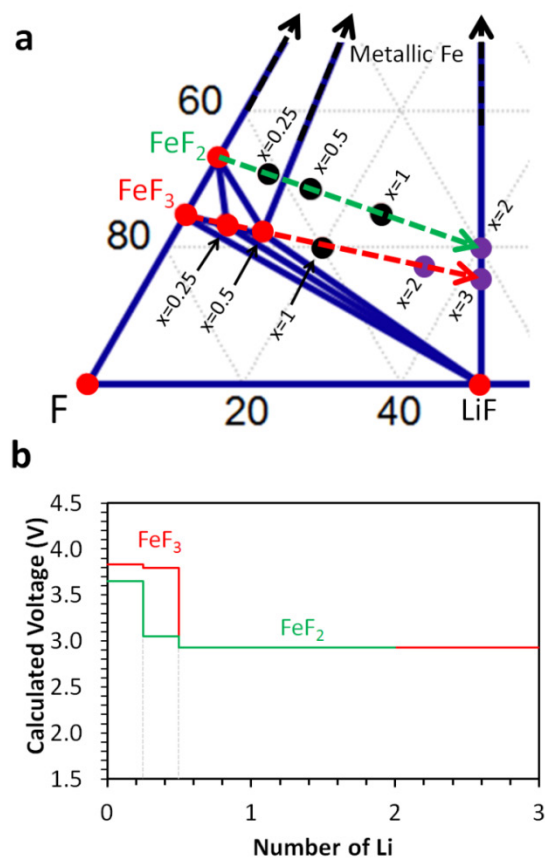 a
Metallic Fe
60
FeF2
x=0.25
x=0.5
x=1
x=2
FeF3
80
x=0.25
x=0.5
x=1
x=2
x=3
F
20
40
LiF
b
4.5
4.0
3.5
3.0
2.5
2.0
1.5
Calculated Voltage (V)
FeF3
FeF2
0
1
2
3
Number of Li